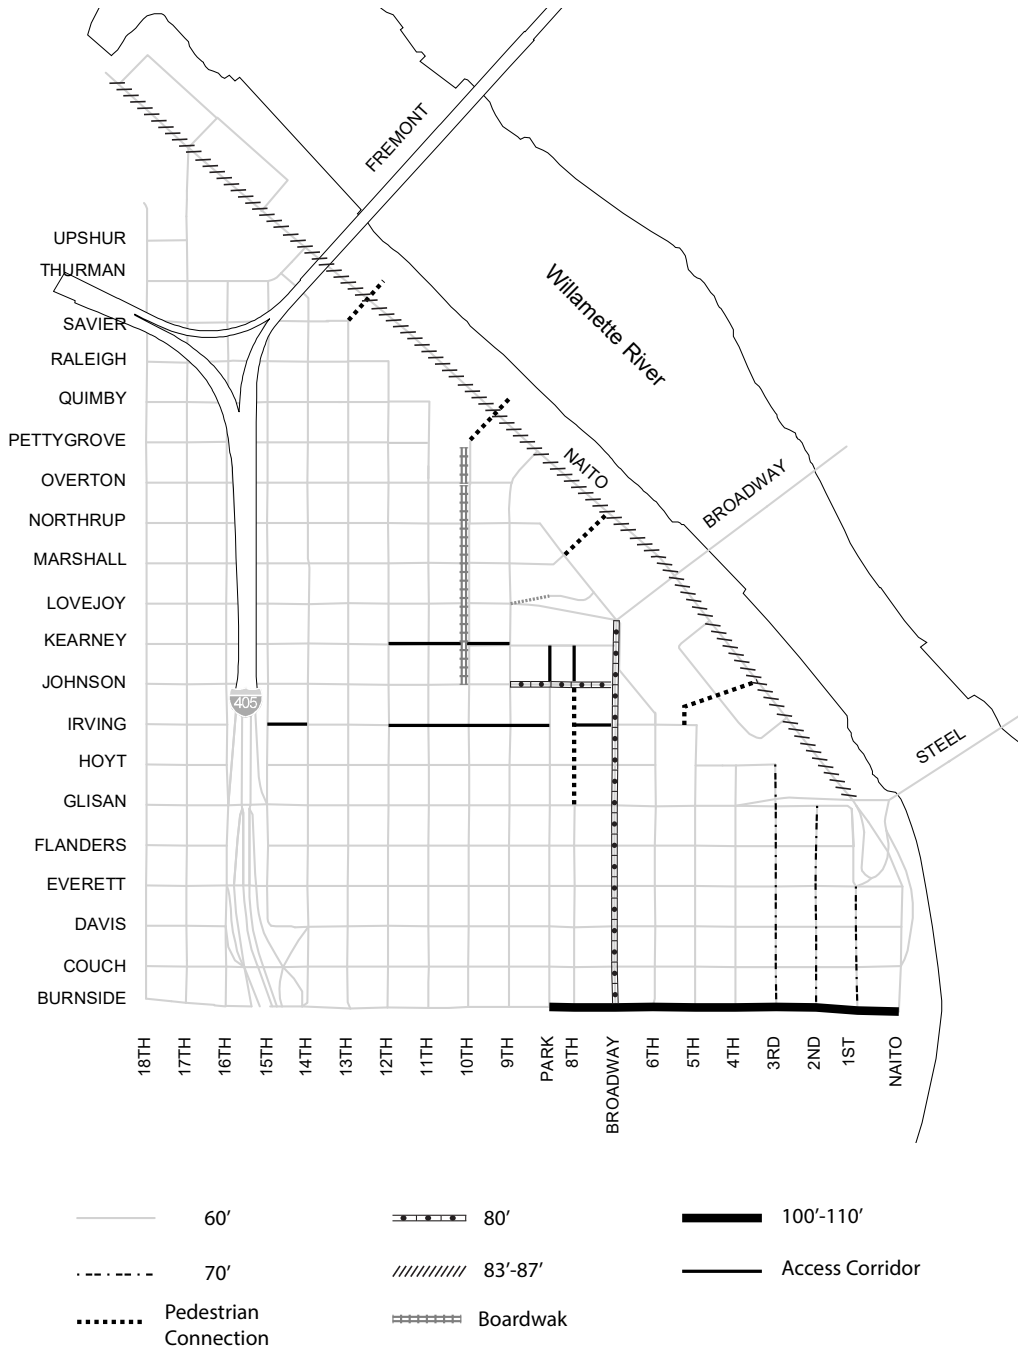 FREMONT
UPSHUR
THURMAN
Willamette River
SAVIER
RALEIGH
QUIMBY
PETTYGROVE
NAITO
BROADWAY
OVERTON
NORTHRUP
MARSHALL
LOVEJOY
KEARNEY
JOHNSON
405
IRVING
STEEL
HOYT
GLISAN
FLANDERS
EVERETT
DAVIS
COUCH
BURNSIDE
18TH
17TH
16TH
15TH
14TH
13TH
12TH
11TH
10TH
9TH
PARK
8TH
BROADWAY
6TH
5TH
4TH
3RD
2ND
1ST
NAITO
60’
80’
100’-110’
70’
83’-87’
Access Corridor
Pedestrian
Connection
Boardwak